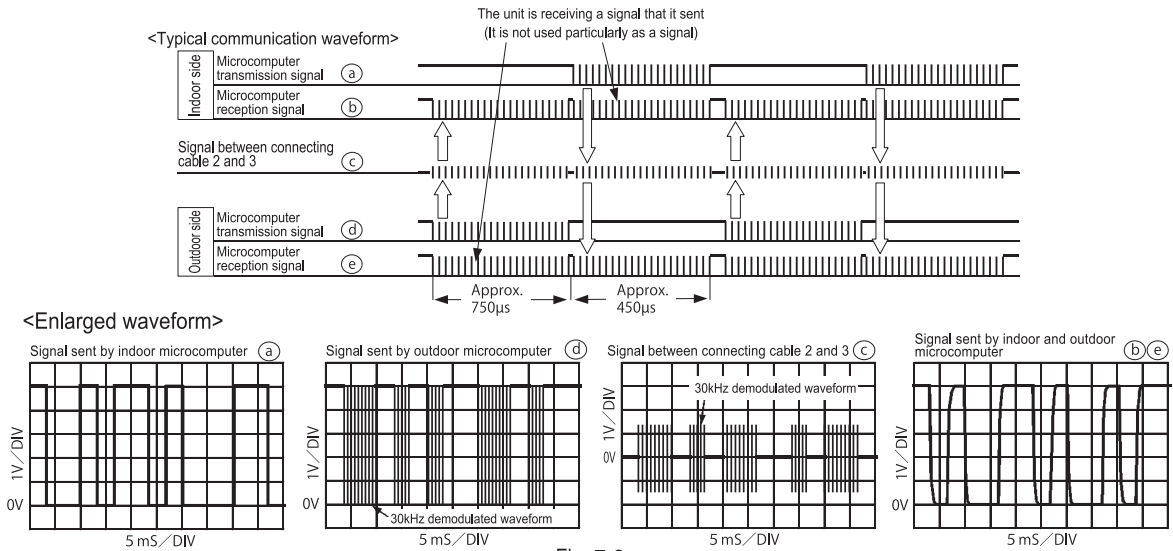 The unit is receiving a signal that it sent
(It is not used particularly as a signal)
<Typical communication waveform>
Indoor side
Microcomputer
transmission signal
a
Microcomputer
reception signal
b
Signal between connecting
cable 2 and 3
c
Outdoor side
Microcomputer
transmission signal
d
Microcomputer
reception signal
e
Approx.
750µs
Approx.
450µs
<Enlarged waveform>
Signal sent by indoor microcomputer a
1V/DIV
0V
5 mS/DIV
Signal sent by outdoor microcomputer d
1V/DIV
0V
30kHz demodulated waveform
5 mS/DIV
Signal between connecting cable 2 and 3 c
30kHz demodulated waveform
1V/DIV
0V
5 mS/DIV
Signal sent by indoor and outdoor
microcomputer
b e
1V/DIV
0V
5 mS/DIV